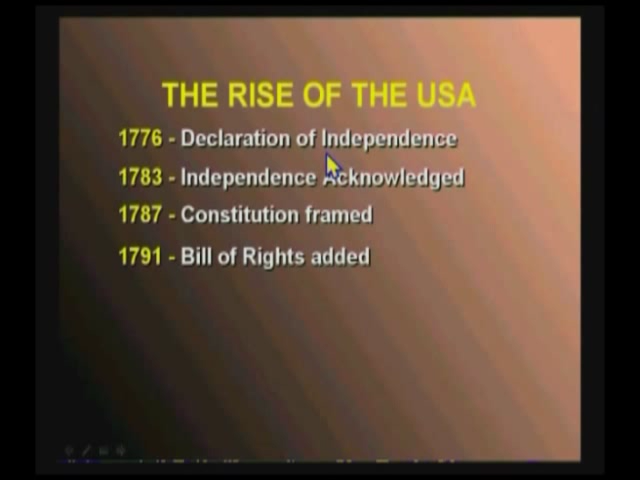 THE RISE OF THE USA
1776 - Declaration of Independence
1783 - Independence Acknowledged
1787 - Constitution framed
1791 - Bill of Rights added